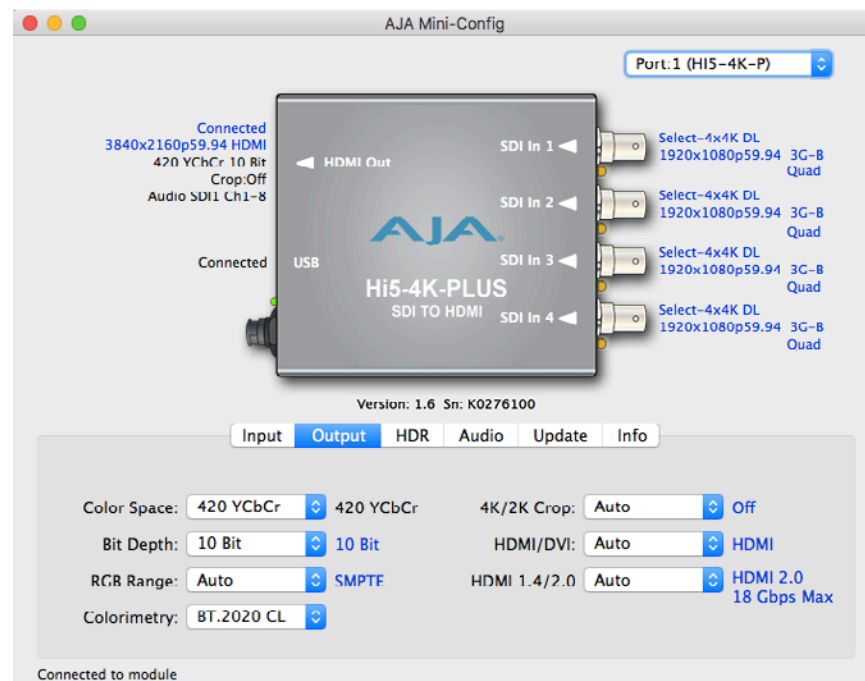 AJA Mini-Config
Port:1 (HI5-4K-P)
Connected
3840x2160p59.94 HDMI
420 YCbCr 10 Bit
Crop:Off
Audio SDI1 Ch1-8
HDMI Out
SDI In 1
Select-4x4K DL
1920x1080p59.94 3G-B
Quad
SDI In 2
Select-4x4K DL
1920x1080p59.94 3G-B
Quad
AJA
Connected
USB
SDI In 3
Select-4x4K DL
1920x1080p59.94 3G-B
Quad
Hi5-4K-PLUS
SDI TO HDMI
SDI In 4
Select-4x4K DL
1920x1080p59.94 3G-B
Quad
Version: 1.6 Sn: K0276100
Input Output HDR Audio Update Info
Color Space: 420 YCbCr 420 YCbCr 4K/2K Crop: Auto Off
Bit Depth: 10 Bit 10 Bit HDMI/DVI: Auto HDMI
RGB Range: Auto SMPTE HDMI 1.4/2.0 Auto HDMI 2.0
18 Gbps Max
Colorimetry: BT.2020 CL
Connected to module